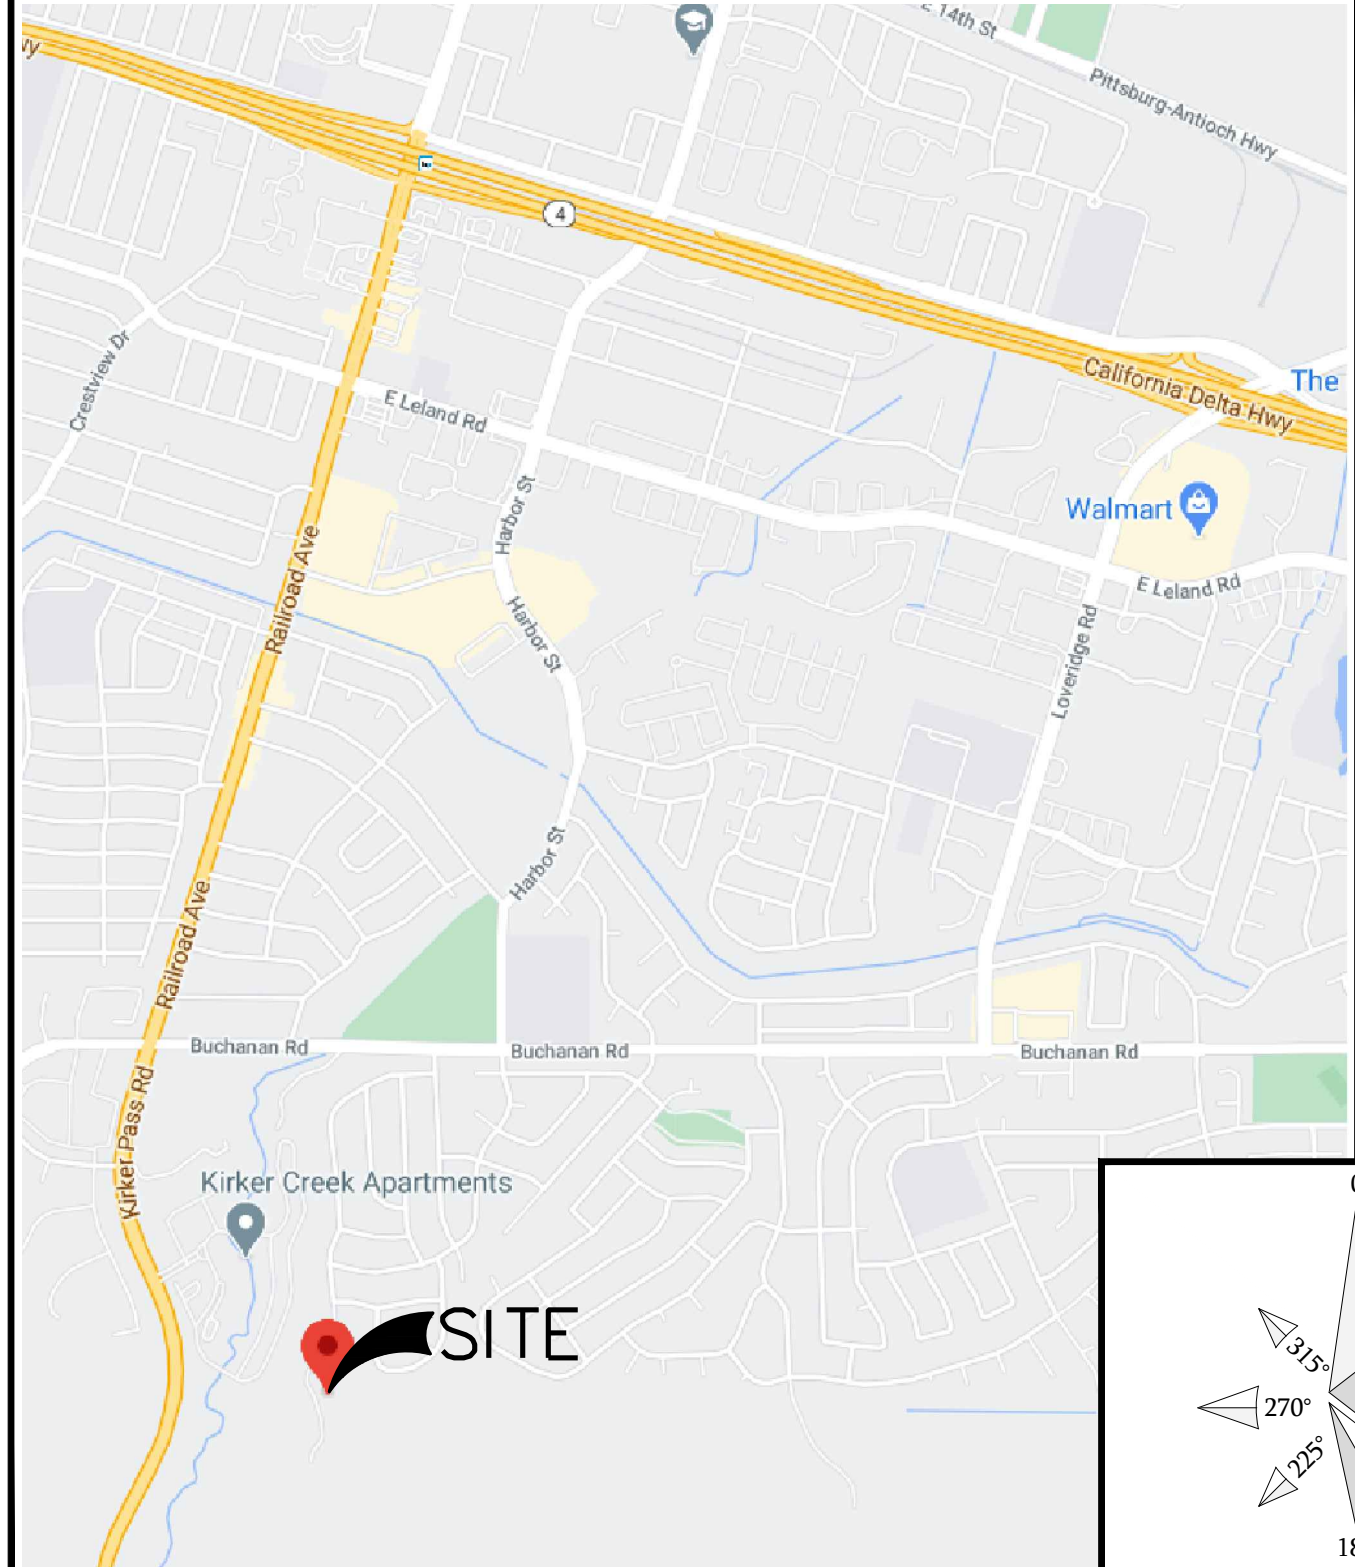 E 14th St
Pittsburg-Antioch Hwy
4
Crestview Dr
E Leland Rd
California Delta Hwy
The
Harbor St
Walmart
Railroad Ave
E Leland Rd
Harbor St
Loveridge Rd
Harbor St
Railroad Ave
Buchanan Rd
Buchanan Rd
Buchanan Rd
Kirker Pass Rd
Kirker Creek Apartments
SITE
315°
270°
225°